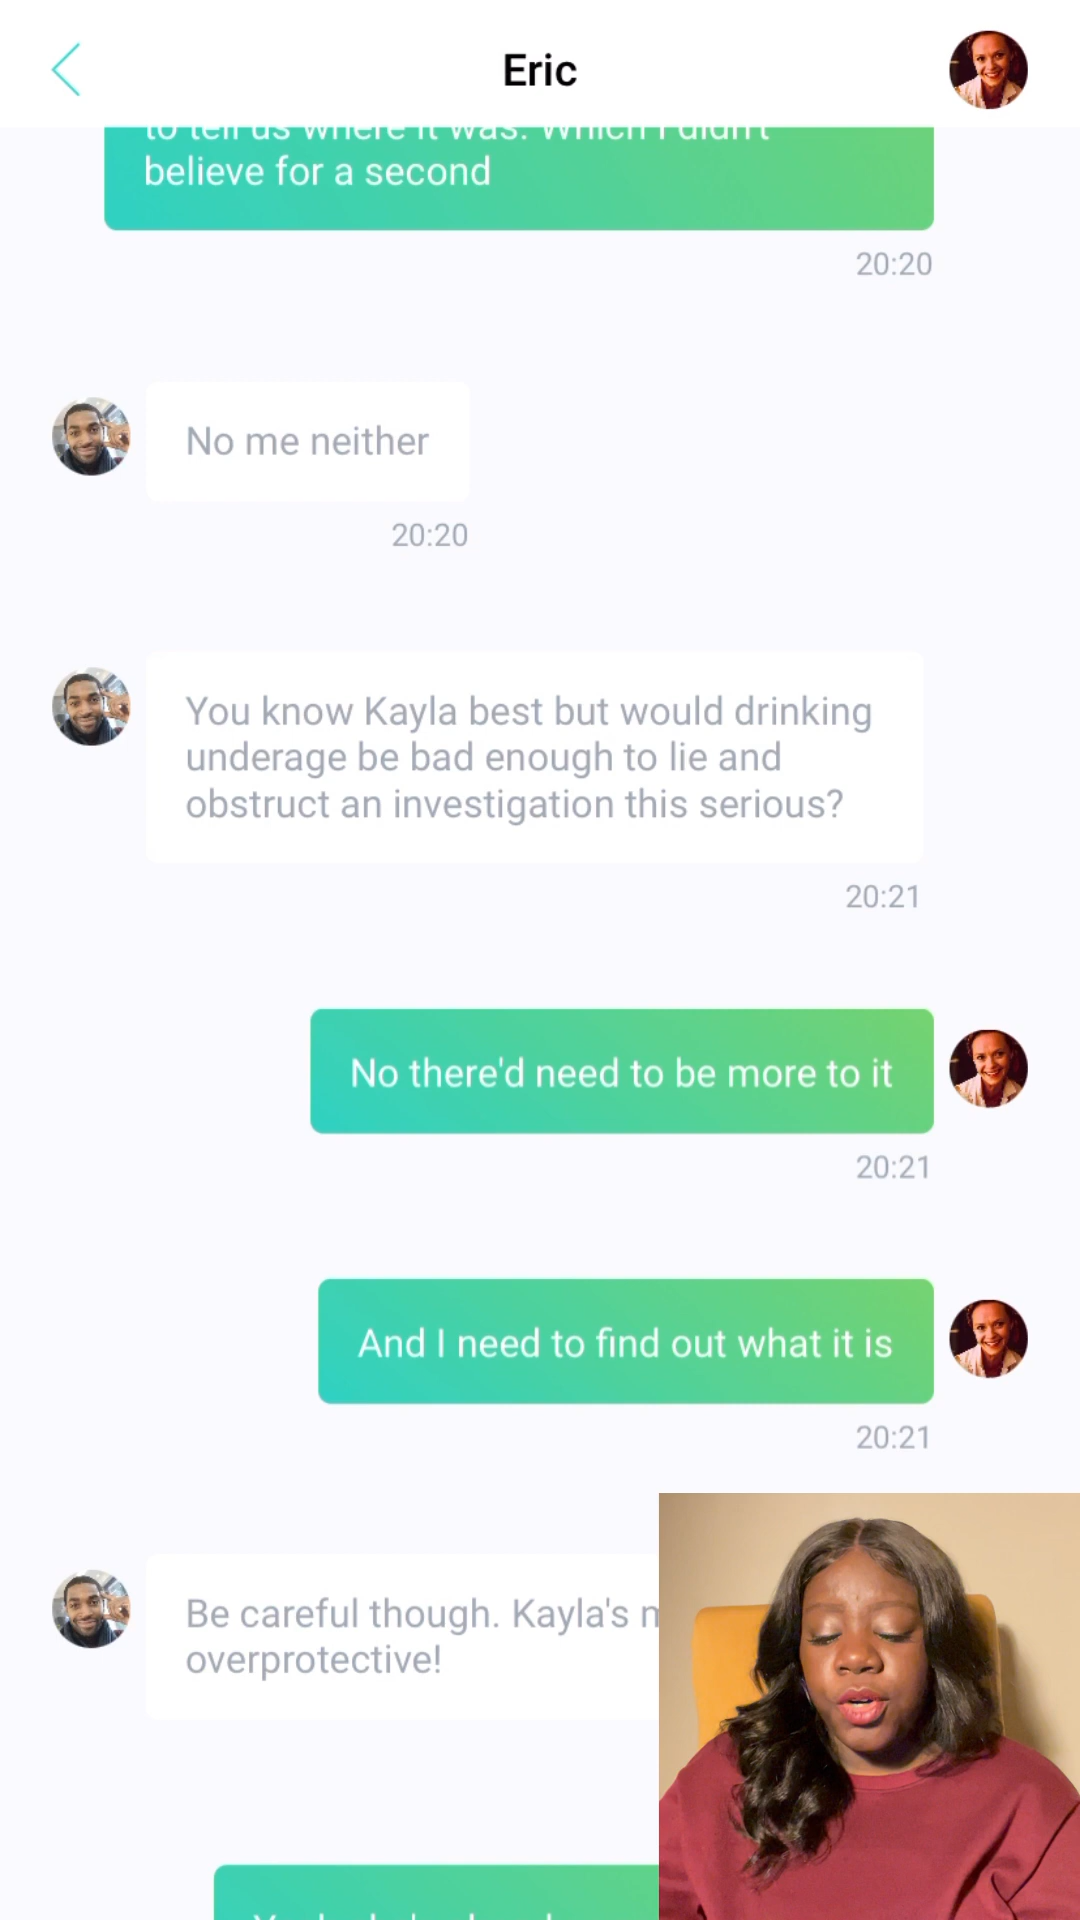 Eric
to tell us where it was. Which I didn't
believe for a second
20:20
No me neither
20:20
You know Kayla best but would drinking
underage be bad enough to lie and
obstruct an investigation this serious?
20:21
No there'd need to be more to it
20:21
And I need to find out what it is
20:21
Be careful though. Kayla's
overprotective!